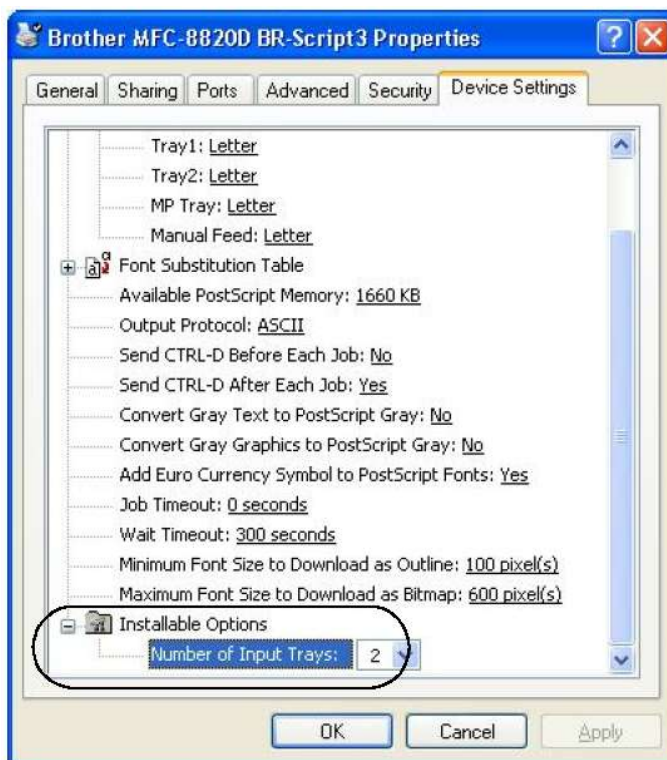 Brother MFC-8820D BR-Script3 Properties
General Sharing Ports Advanced Security Device Settings
Tray1: Letter
Tray2: Letter
MP Tray: Letter
Manual Feed: Letter
Font Substitution Table
Available PostScript Memory: 1660 KB
Output Protocol: ASCII
Send CTRL-D Before Each Job: No
Send CTRL-D After Each Job: Yes
Convert Gray Text to PostScript Gray: No
Convert Gray Graphics to PostScript Gray: No
Add Euro Currency Symbol to PostScript Fonts: Yes
Job Timeout: 0 seconds
Wait Timeout: 300 seconds
Minimum Font Size to Download as Outline: 100 pixel(s)
Maximum Font Size to Download as Bitmap: 600 pixel(s)
Installable Options
Number of Input Trays: 2
OK Cancel Apply